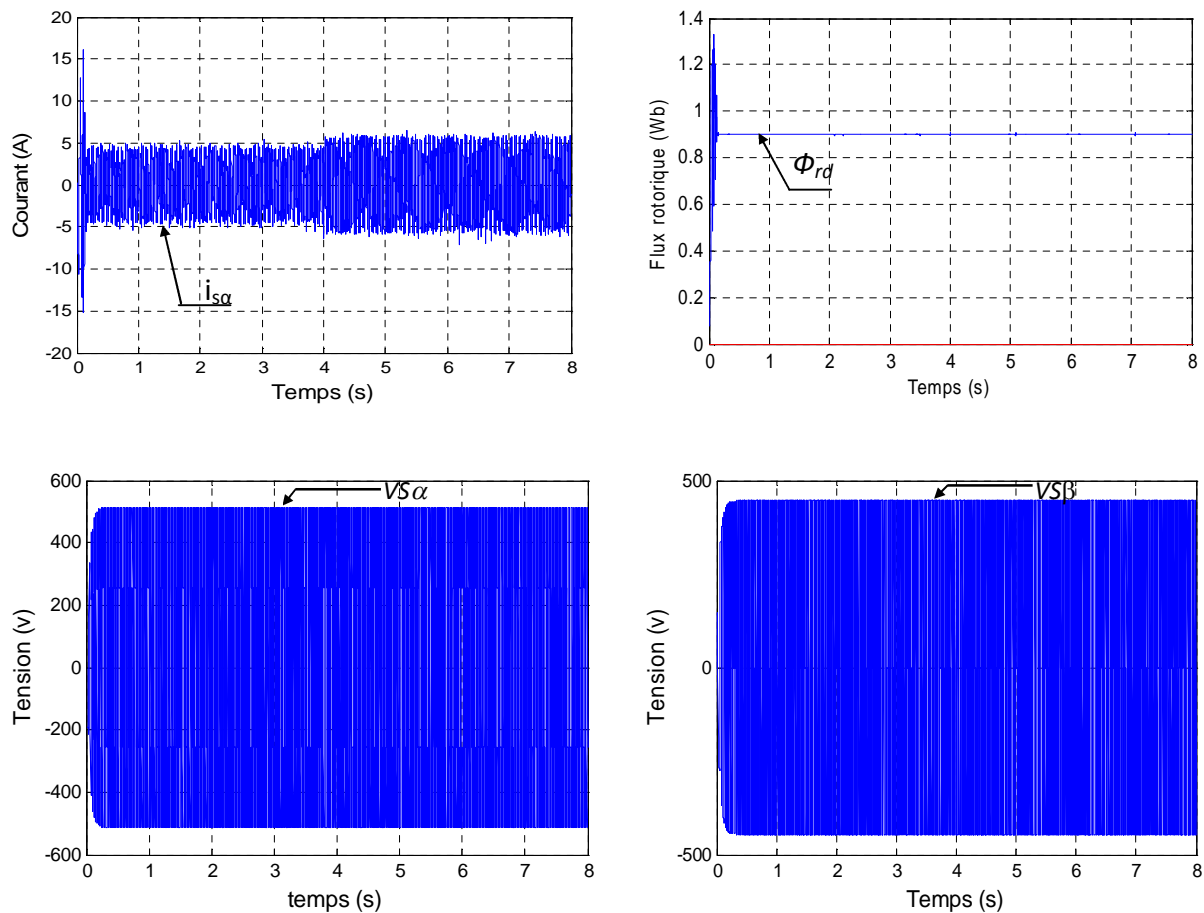 20
15
10
5
0
-5
-10
-15
-20
Courant (A)
isα
0 1 2 3 4 5 6 7 8
Temps (s)
1.4
1.2
1
0.8
0.6
0.4
0.2
0
Flux rotorique (Wb)
Φrd
0 1 2 3 4 5 6 7 8
Temps (s)
600
400
200
0
-200
-400
-600
Tension (v)
VSα
0 1 2 3 4 5 6 7 8
temps (s)
500
0
-500
Tension (v)
VSβ
0 1 2 3 4 5 6 7 8
Temps (s)